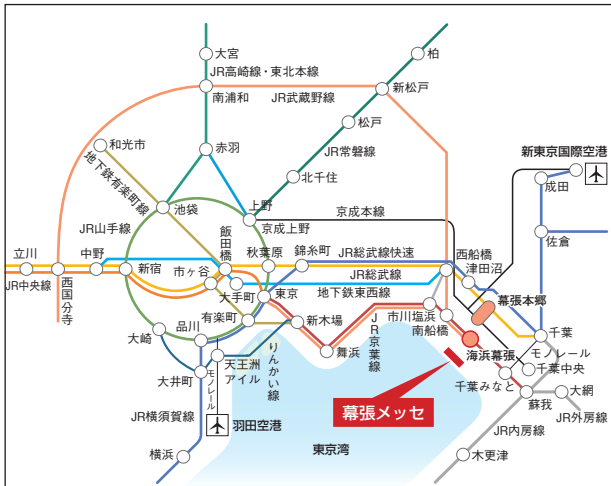 大宮
柏
JR高崎線・東北本線
新松戸
南浦和
JR武蔵野線
和光市
松戸
赤羽
JR常磐線
新東京国際空港
地下鉄有楽町線
北千住
成田
池袋
上野
京成本線
京成上野
JR山手線
飯田橋
佐倉
立川
中野
秋葉原
錦糸町
JR総武線快速
西船橋
新宿
市ヶ谷
JR総武線
津田沼
JR中央線
西国分寺
大手町
東京
地下鉄東西線
幕張本郷
有楽町
新木場
市川塩浜
品川
南船橋
千葉
大崎
りんかい線
舞浜
JR京葉線
海浜幕張
モノレール
天王洲アイル
千葉中央
大井町
モノレール
千葉みなと
幕張メッセ
蘇我
大網
JR横須賀線
羽田空港
JR外房線
東京湾
JR内房線
横浜
木更津